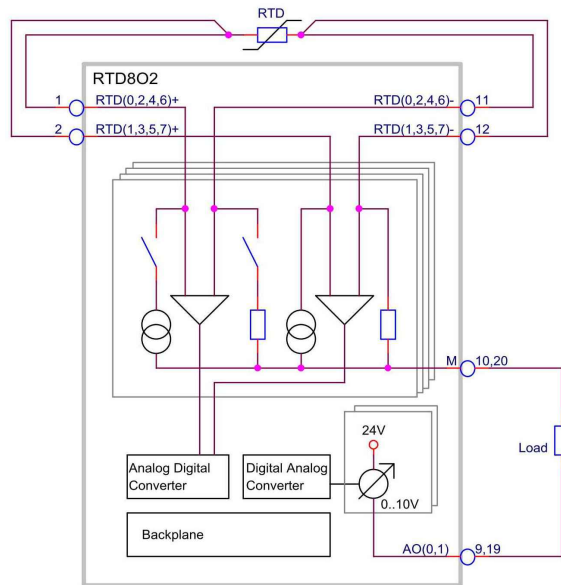 RTD
RTD8O2
1
RTD(0,2,4,6)+
RTD(0,2,4,6)-
11
2
RTD(1,3,5,7)+
RTD(1,3,5,7)-
12
M
10,20
24V
Load
Analog Digital
Converter
Digital Analog
Converter
0..10V
Backplane
AO(0,1)
9,19